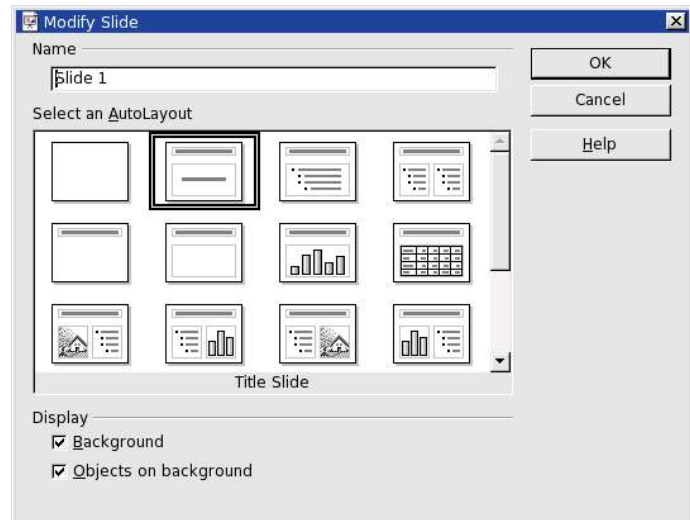 Modify Slide
Name
Slide 1
Select an AutoLayout
Title Slide
Display
Background
Objects on background
OK
Cancel
Help